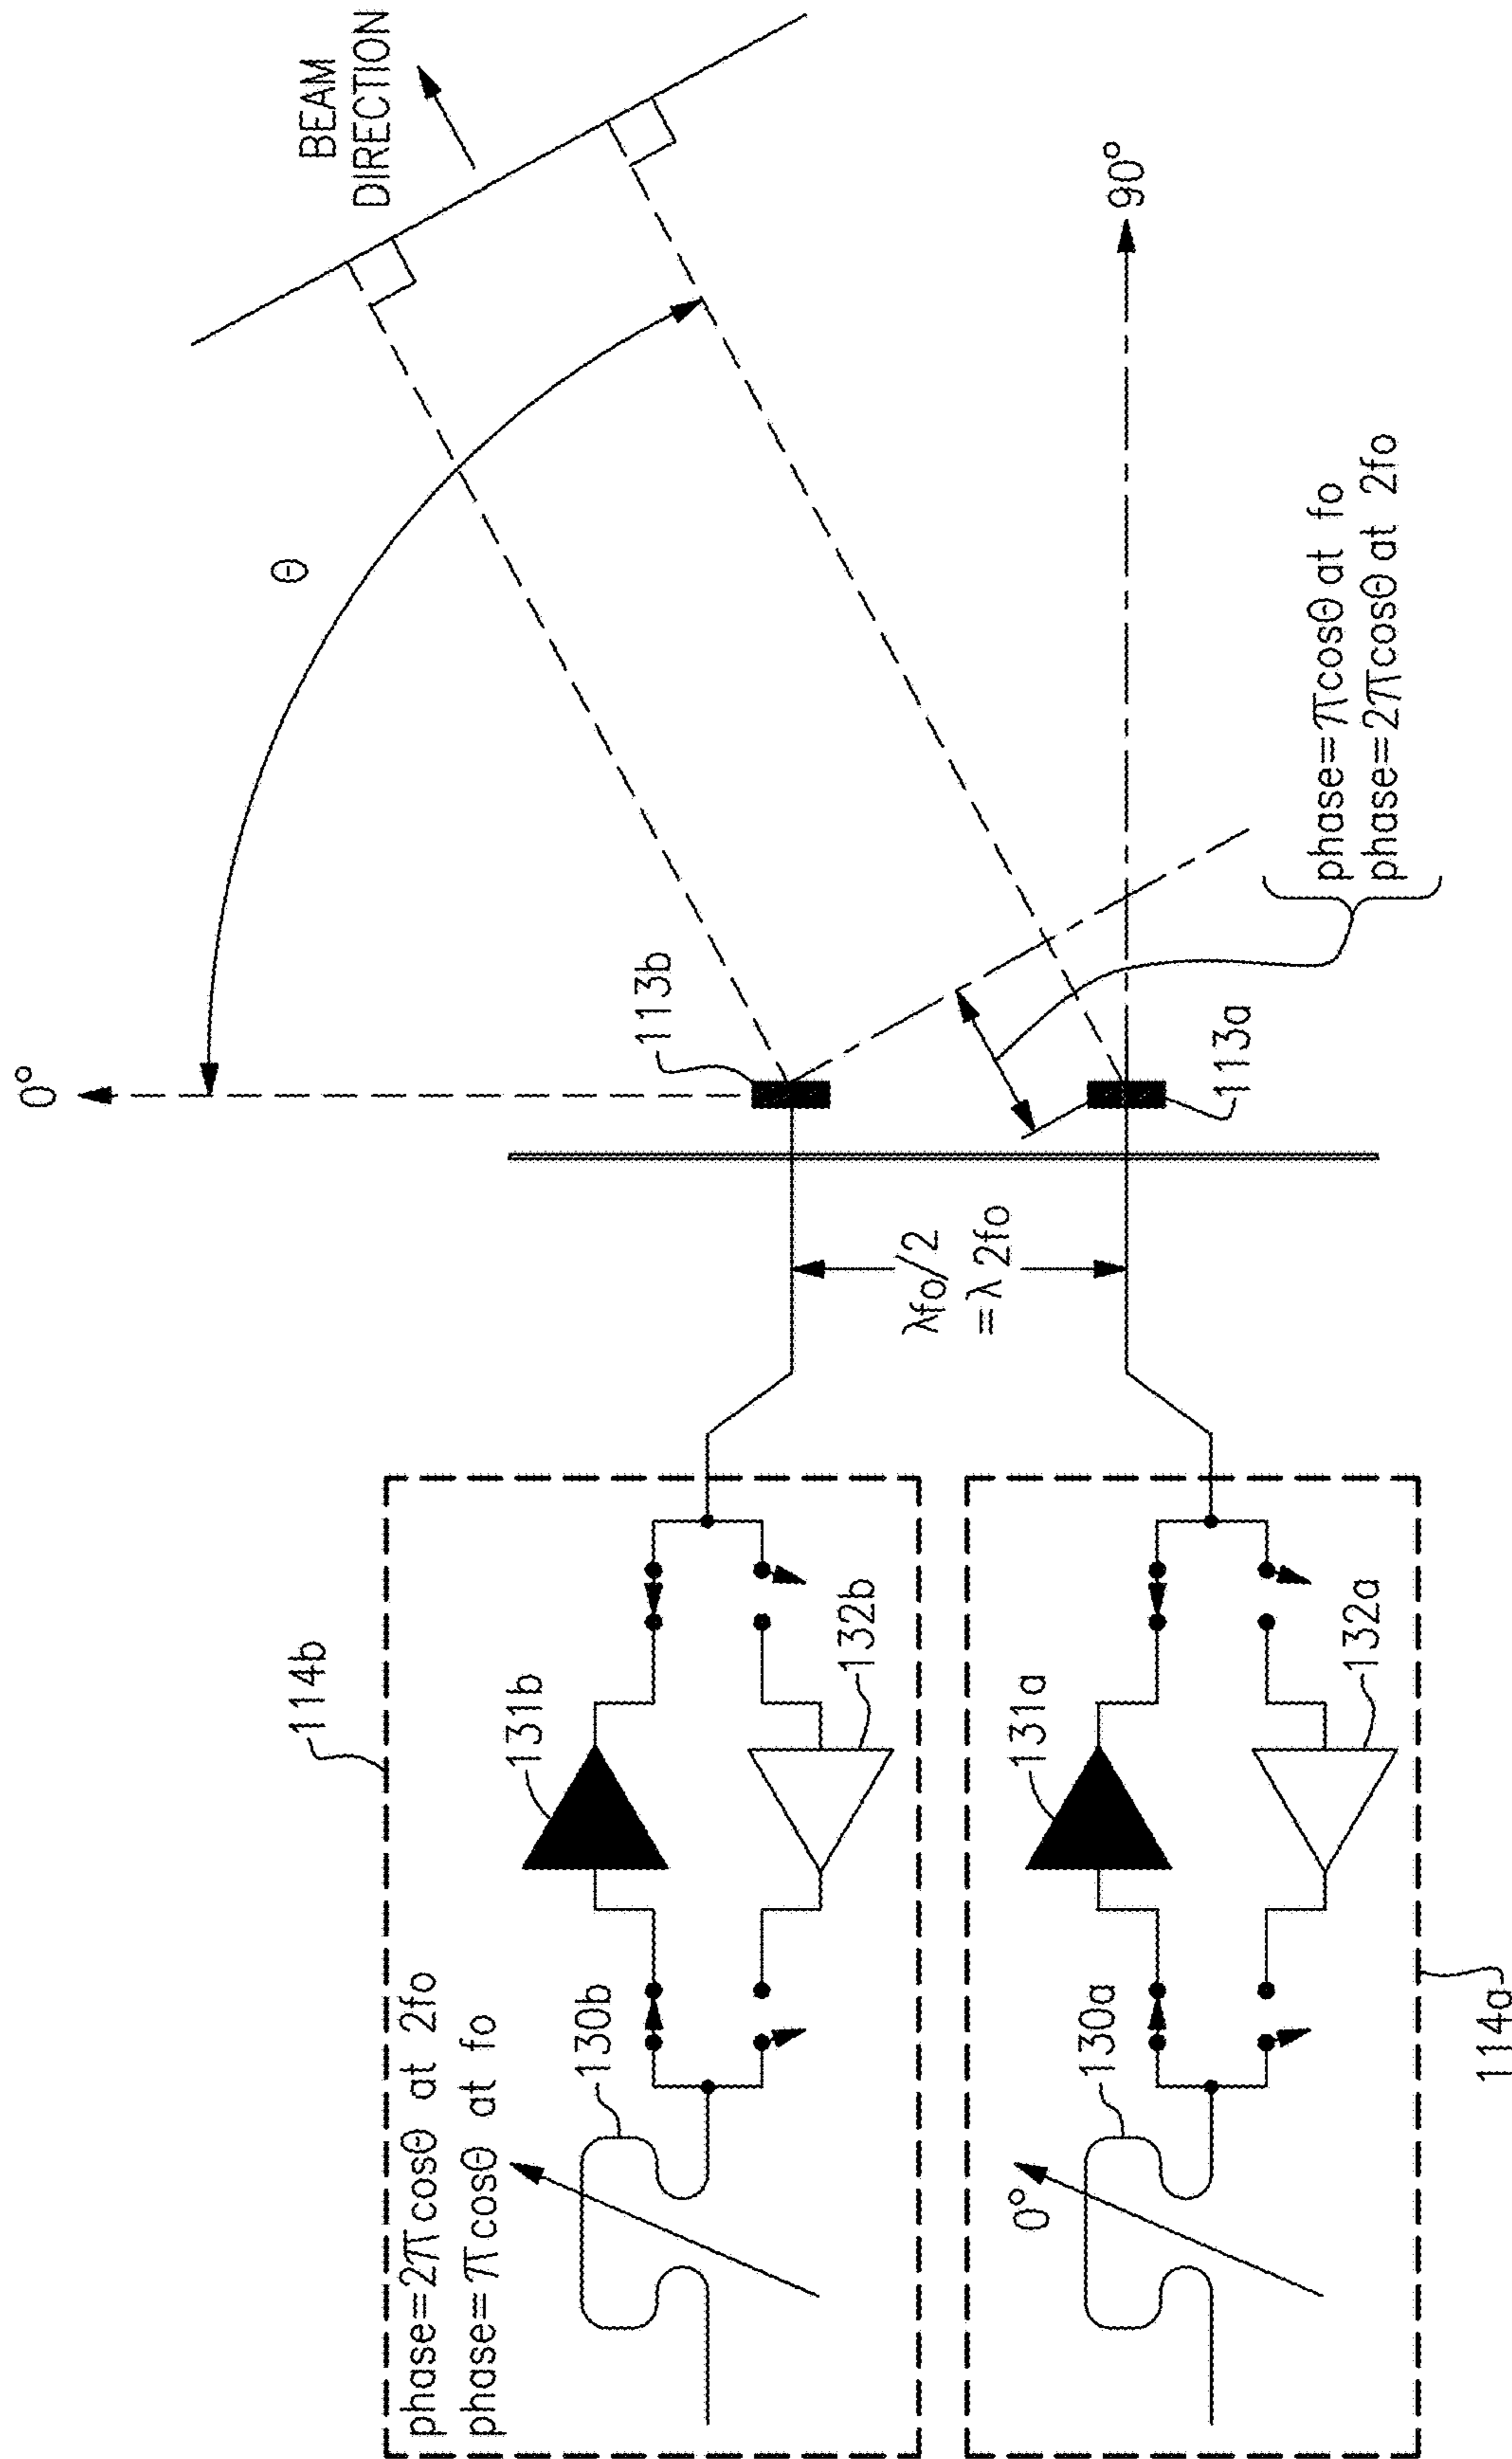 phase=2πcosθ at 2fo
phase=πcosθ at fo
114b
130b
131b
132b
0°
130a
131a
132a
114a
λfo/2
=λ2fo
0°
113b
113a
θ
BEAM
DIRECTION
90°
phase=πcosθ at fo
phase=2πcosθ at 2fo